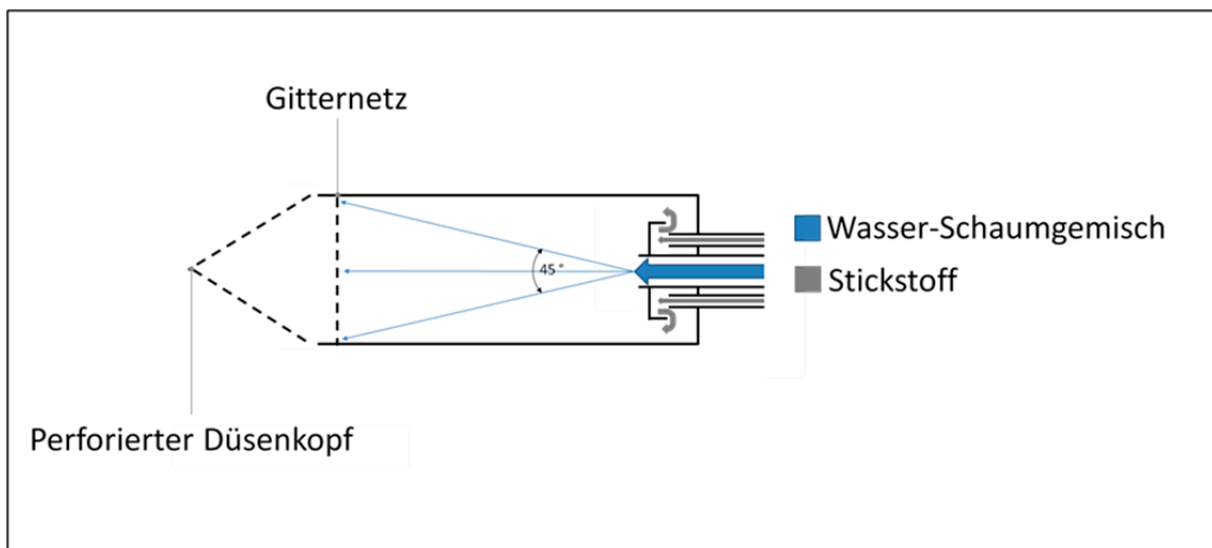 Gitternetz
45°
Wasser-Schaumgemisch
Stickstoff
Perforierter Düsenkopf